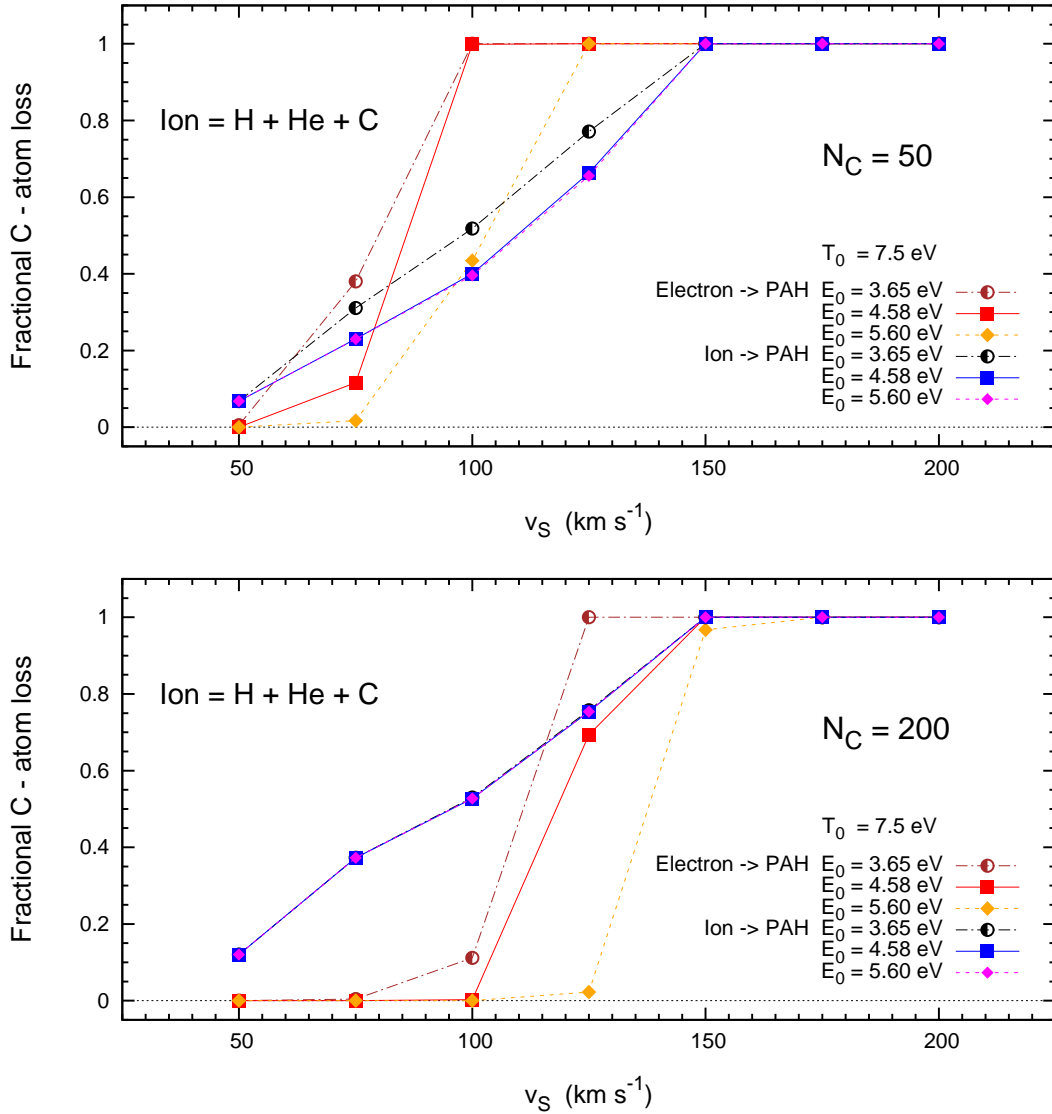 1
0.8
0.6
0.4
0.2
0
Fractional C - atom loss
Ion = H + He + C
N_C = 50
T_0 = 7.5 eV
Electron -> PAH E_0 = 3.65 eV
E_0 = 4.58 eV
E_0 = 5.60 eV
Ion -> PAH E_0 = 3.65 eV
E_0 = 4.58 eV
E_0 = 5.60 eV
50 100 150 200
v_S (km s^-1)
1
0.8
0.6
0.4
0.2
0
Fractional C - atom loss
Ion = H + He + C
N_C = 200
T_0 = 7.5 eV
Electron -> PAH E_0 = 3.65 eV
E_0 = 4.58 eV
E_0 = 5.60 eV
Ion -> PAH E_0 = 3.65 eV
E_0 = 4.58 eV
E_0 = 5.60 eV
50 100 150 200
v_S (km s^-1)